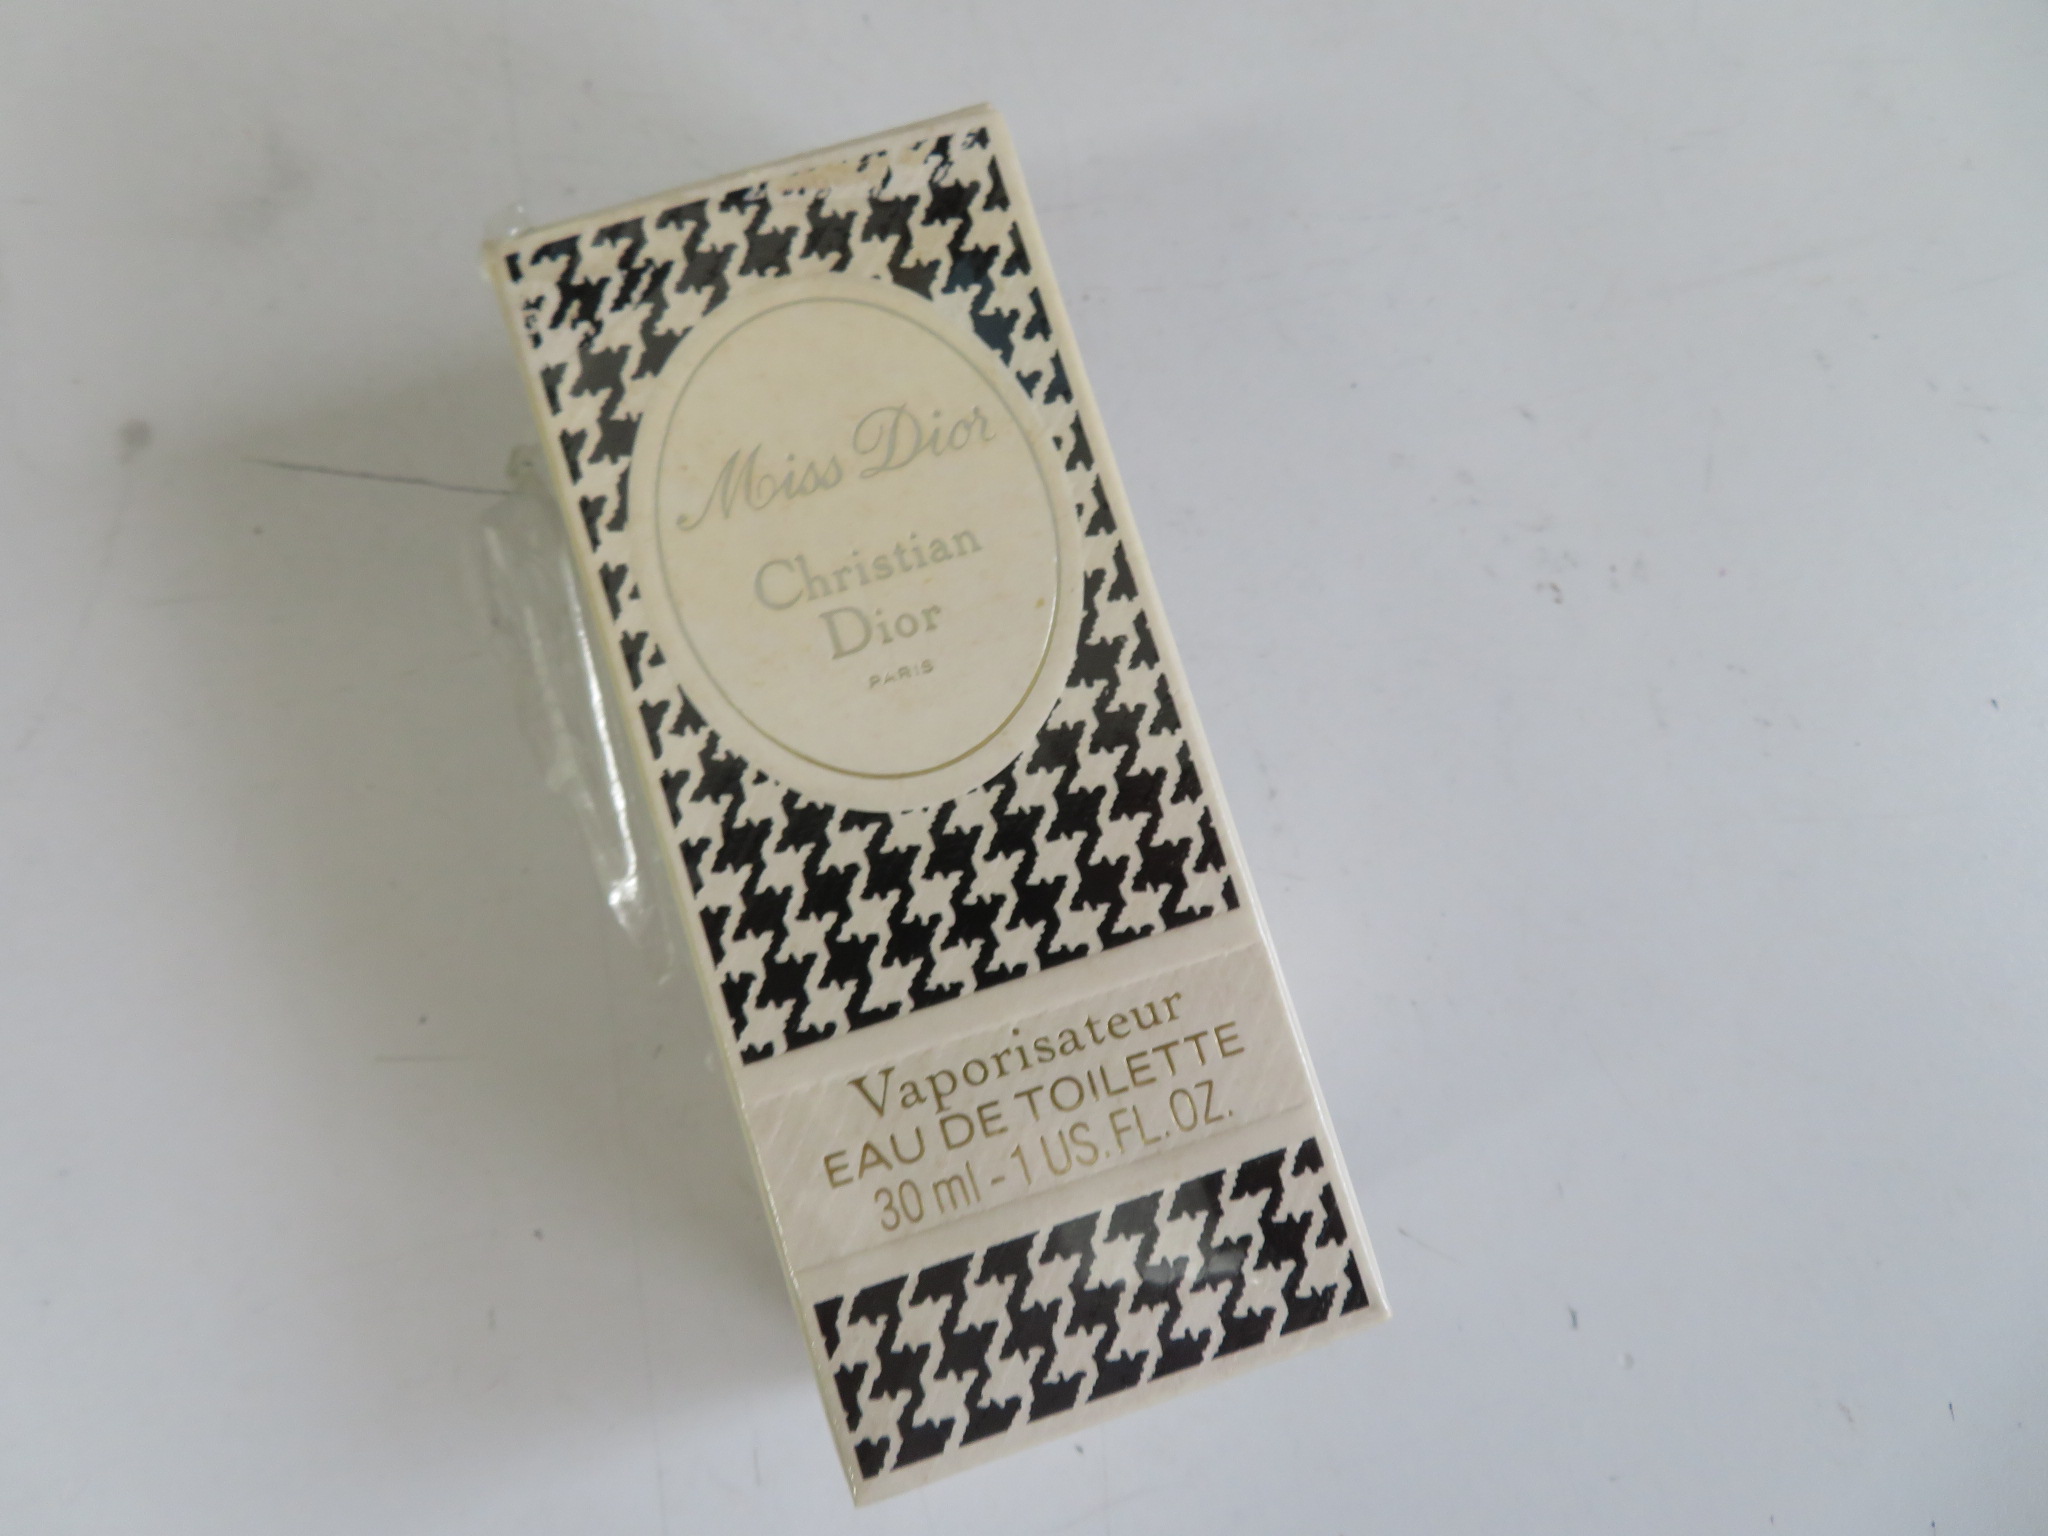 Miss Dior
Christian
Dior
PARIS
Vaporisateur
EAU DE TOILETTE
30 ml - 1 US. FL. OZ.